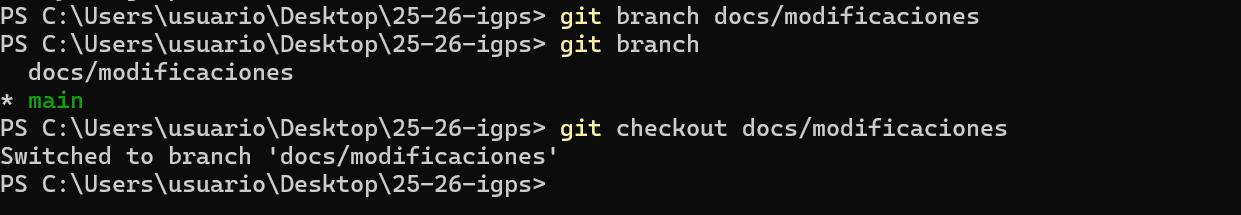 PS C:\Users\usuario\Desktop\25-26-igps> git branch docs/modificaciones
PS C:\Users\usuario\Desktop\25-26-igps> git branch
  docs/modificaciones
* main
PS C:\Users\usuario\Desktop\25-26-igps> git checkout docs/modificaciones
Switched to branch 'docs/modificaciones'
PS C:\Users\usuario\Desktop\25-26-igps>